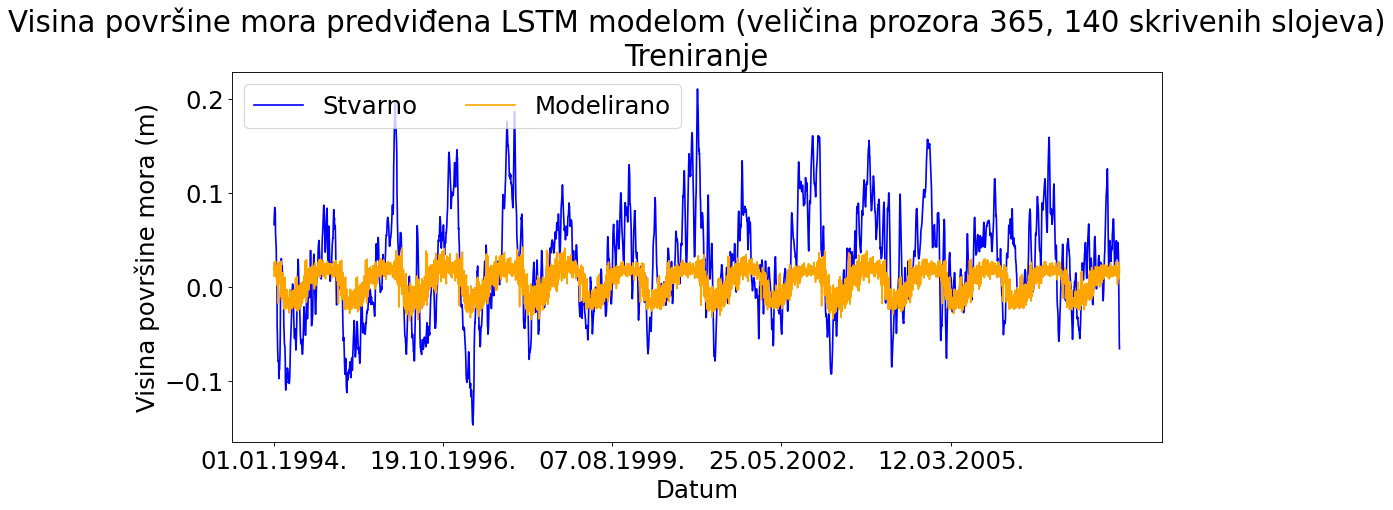 Visina površine mora predviđena LSTM modelom (veličina prozora 365, 140 skrivenih slojeva)
Treniranje
Stvarno
Modelirano
Visina površine mora (m)
0.2
0.1
0.0
−0.1
01.01.1994.
19.10.1996.
07.08.1999.
25.05.2002.
12.03.2005.
Datum